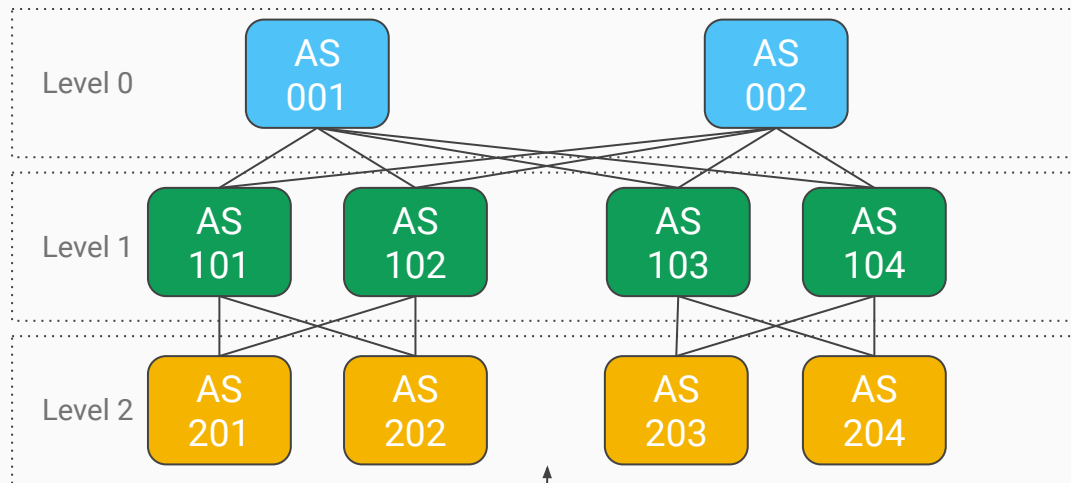 Level 0
AS
001
AS
002
Level 1
AS
101
AS
102
AS
103
AS
104
Level 2
AS
201
AS
202
AS
203
AS
204